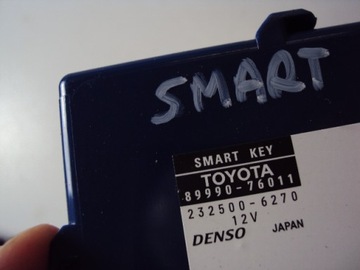 SMART
SMART KEY
TOYOTA
89990-76011
232500-6270
12V
DENSO JAPAN